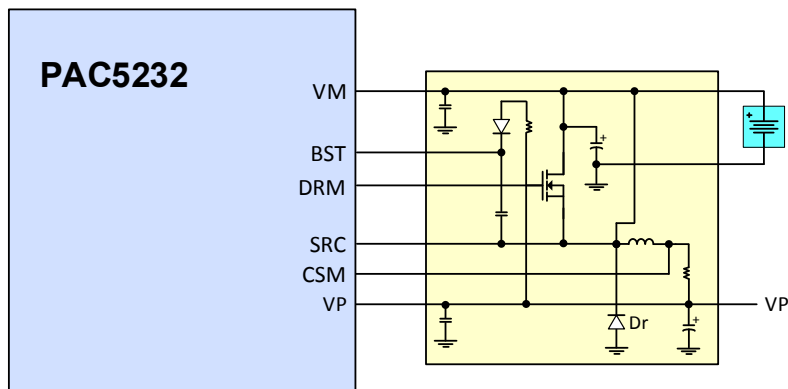 PAC5232
VM
BST
DRM
SRC
CSM
VP
VP
Dr
+
+
+